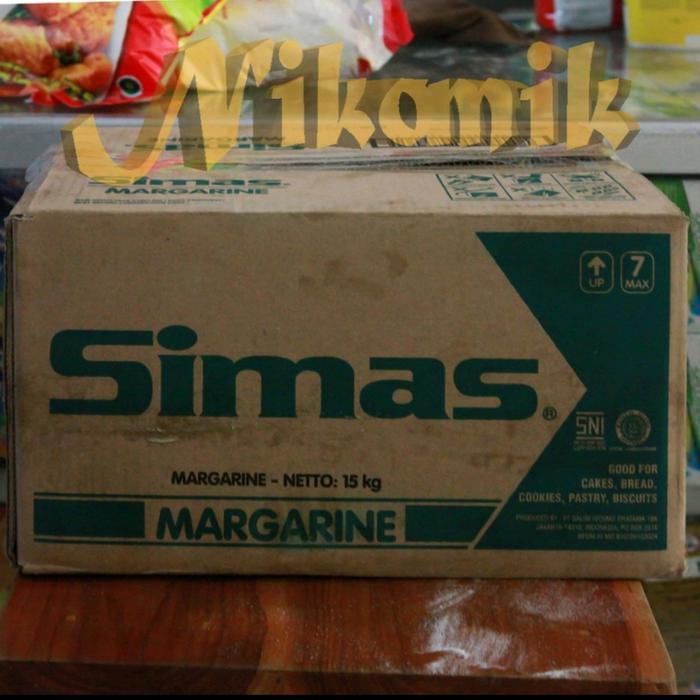 Nikomik
Simas
MARGARINE
UP
7
MAX
Simas®
SNI
MARGARINE - NETTO: 15 kg
GOOD FOR
CAKES, BREAD,
COOKIES, PASTRY, BISCUITS
MARGARINE